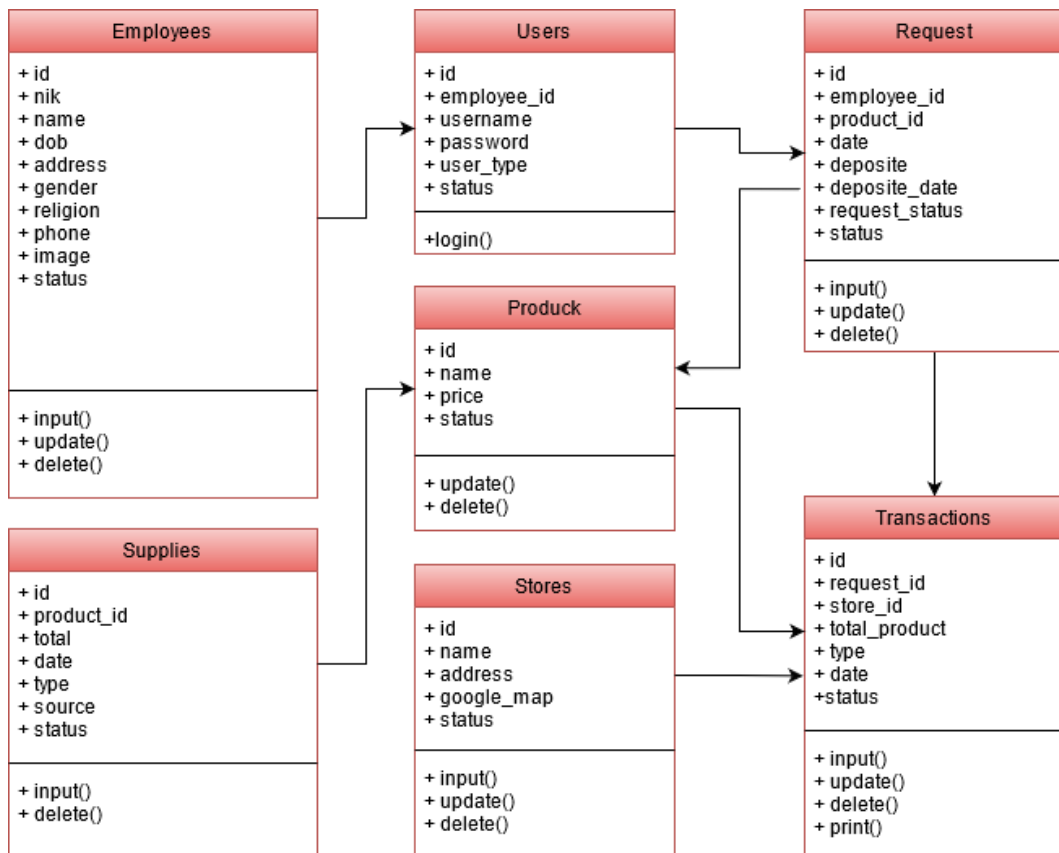 Employees
+ id
+ nik
+ name
+ dob
+ address
+ gender
+ religion
+ phone
+ image
+ status
+ input()
+ update()
+ delete()
Users
+ id
+ employee_id
+ username
+ password
+ user_type
+ status
+login()
Request
+ id
+ employee_id
+ product_id
+ date
+ deposite
+ deposite_date
+ request_status
+ status
+ input()
+ update()
+ delete()
Produck
+ id
+ name
+ price
+ status
+ update()
+ delete()
Supplies
+ id
+ product_id
+ total
+ date
+ type
+ source
+ status
+ input()
+ delete()
Stores
+ id
+ name
+ address
+ google_map
+ status
+ input()
+ update()
+ delete()
Transactions
+ id
+ request_id
+ store_id
+ total_product
+ type
+ date
+status
+ input()
+ update()
+ delete()
+ print()